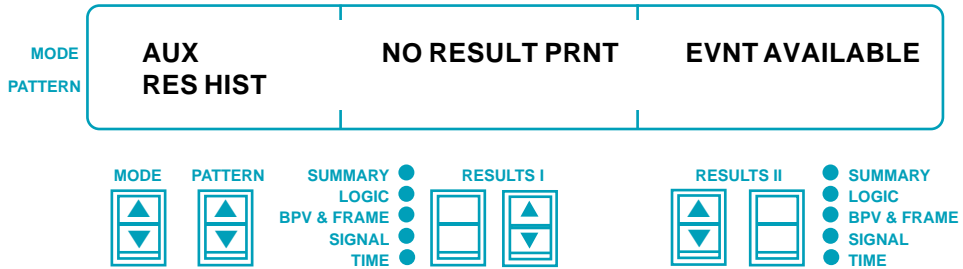 MODE
PATTERN
AUX NO RESULT PRNT EVNT AVAILABLE
RES HIST
MODE PATTERN
SUMMARY
LOGIC
BPV & FRAME
SIGNAL
TIME
RESULTS I
RESULTS II
SUMMARY
LOGIC
BPV & FRAME
SIGNAL
TIME